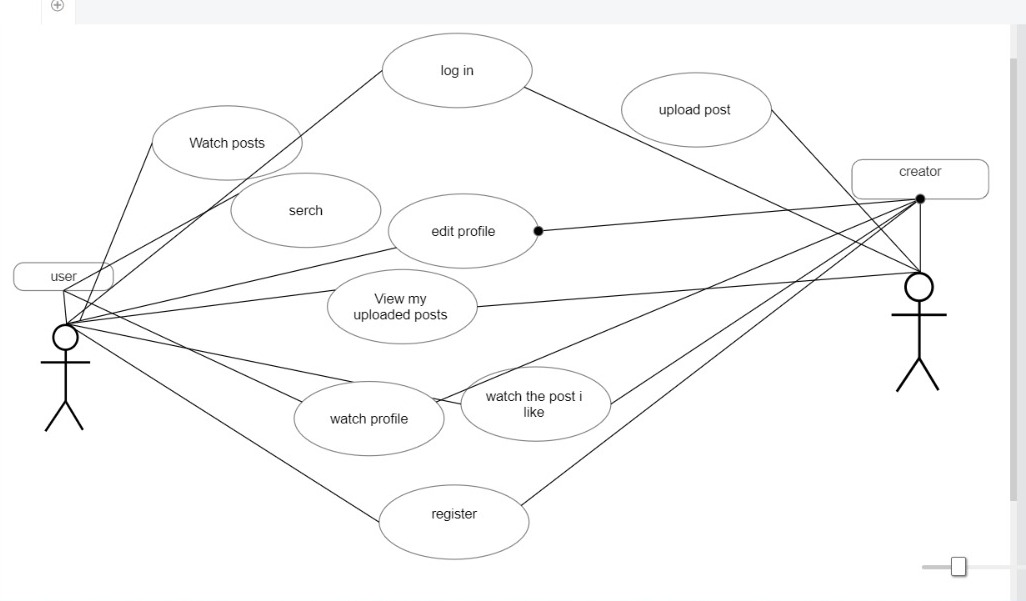 log in
upload post
Watch posts
creator
serch
edit profile
user
View my
uploaded posts
watch the post i
like
watch profile
register